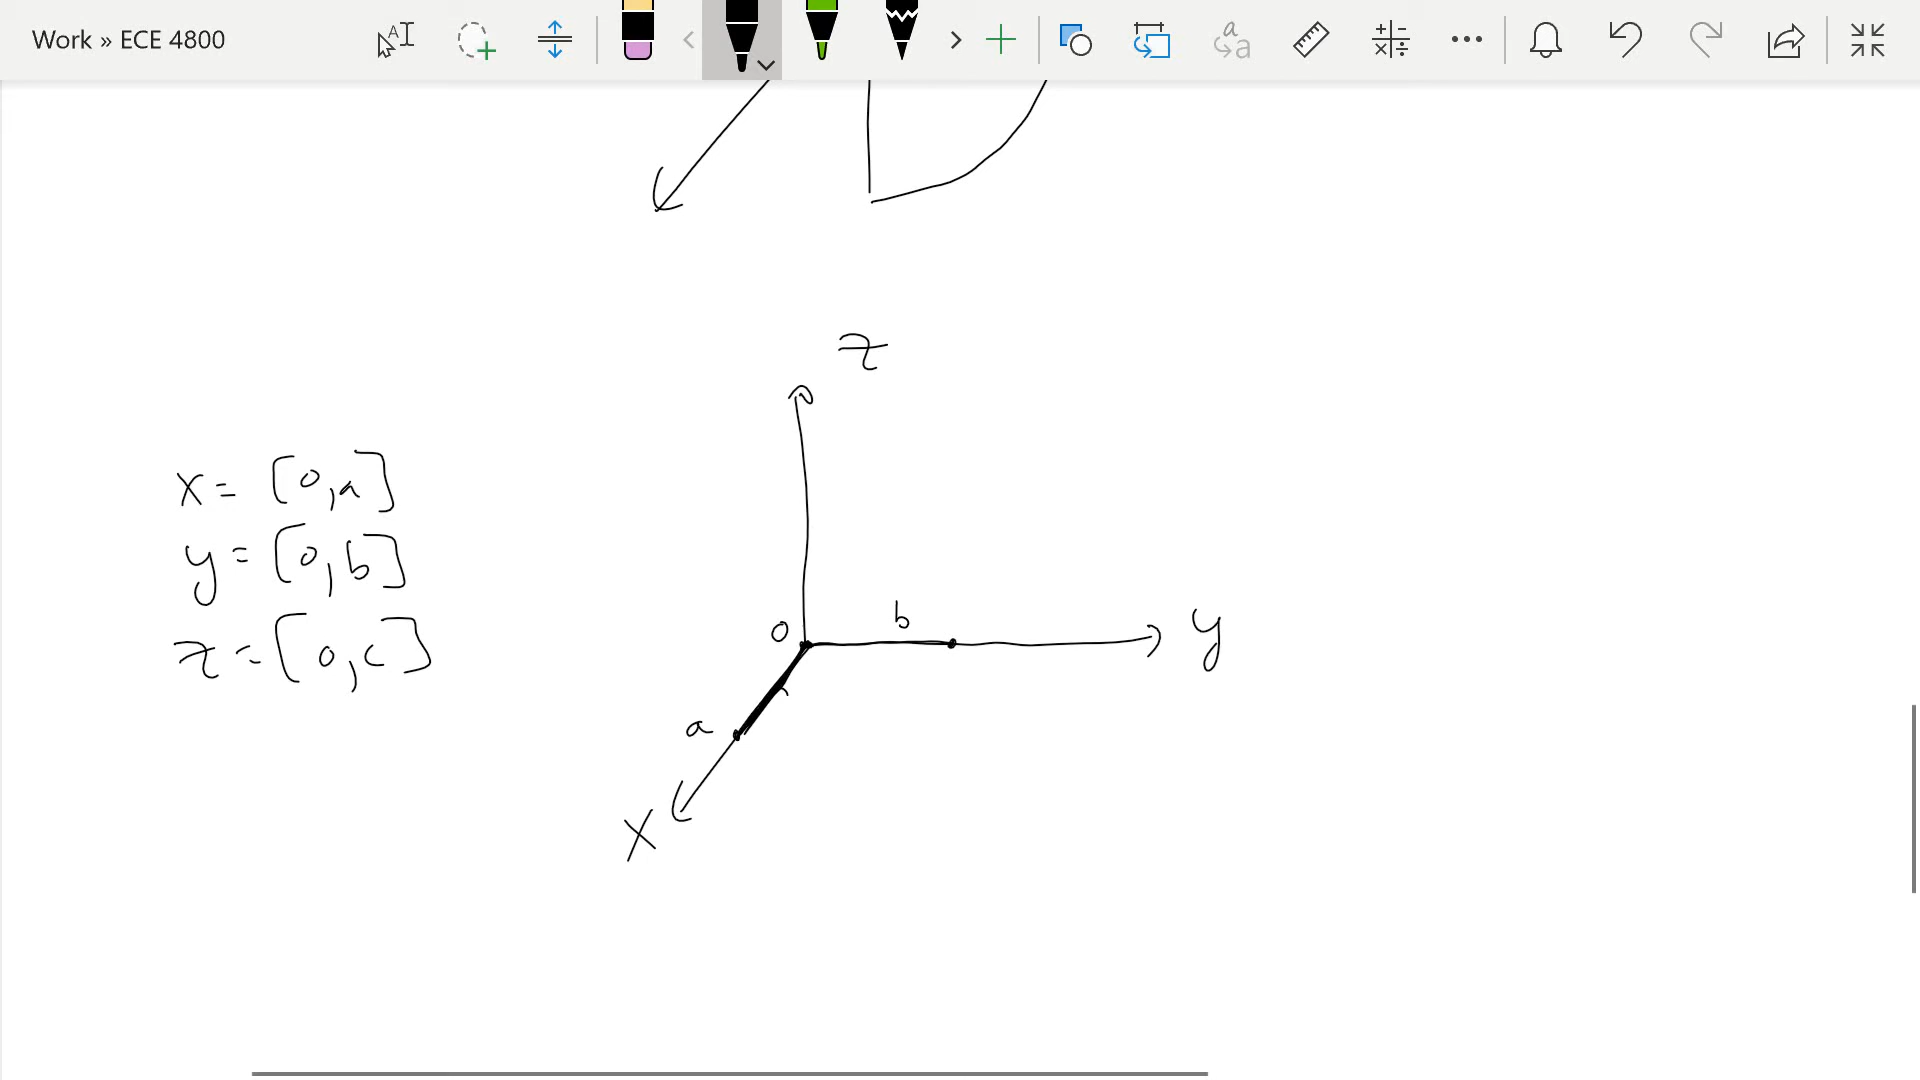 Work » ECE 4800
z
x = [0,a]
y = [0,b]
z = [0,c]
0
b
y
a
x